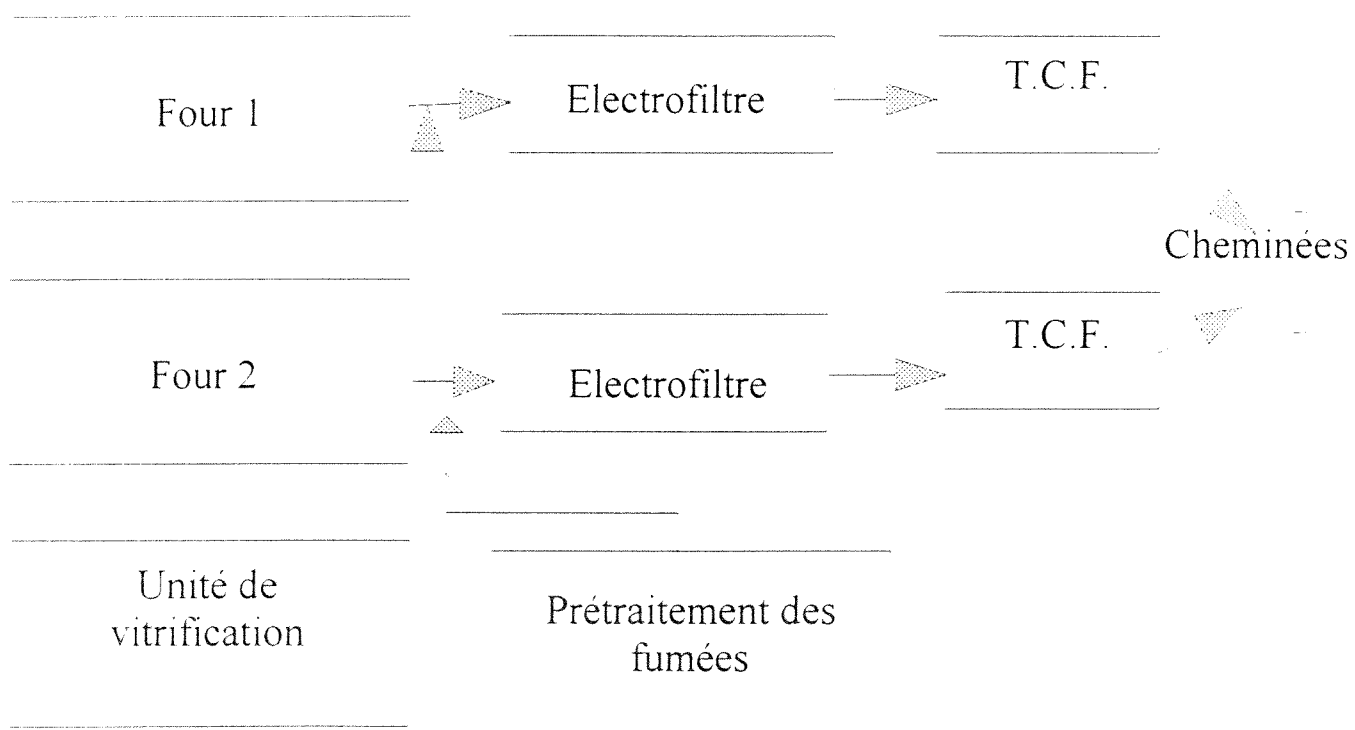 Four 1
Electrofiltre
T.C.F.
Cheminées
Four 2
Electrofiltre
T.C.F.
Unité de
vitrification
Prétraitement des
fumées